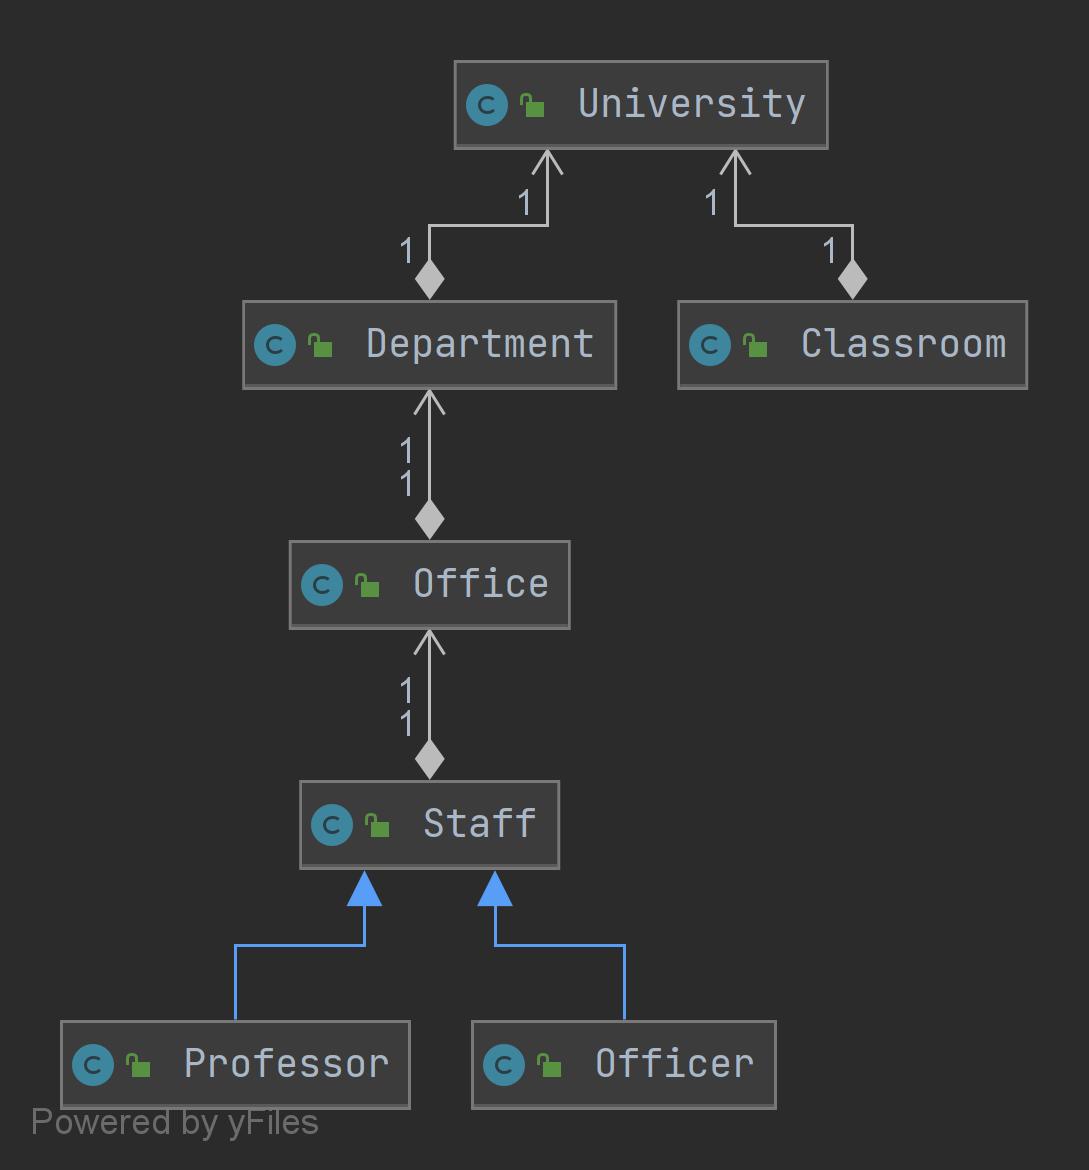 C University
1 1
1 1
C Department
C Classroom
1
1
C Office
1
1
C Staff
C Professor
C Officer
Powered by yFiles